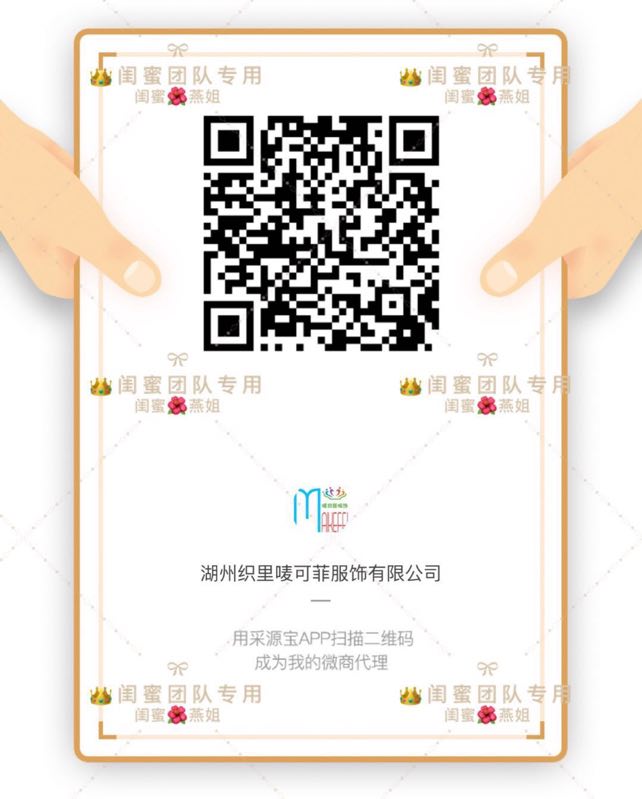 闺蜜团队专用 闺蜜团队专用
闺蜜燕姐 闺蜜燕姐
闺蜜团队专用 闺蜜团队专用
闺蜜燕姐 闺蜜燕姐
MAKEFF
湖州织里唛可菲服饰有限公司
用采源宝APP扫描二维码
成为我的微商代理
闺蜜团队专用 闺蜜团队专用
闺蜜燕姐 闺蜜燕姐